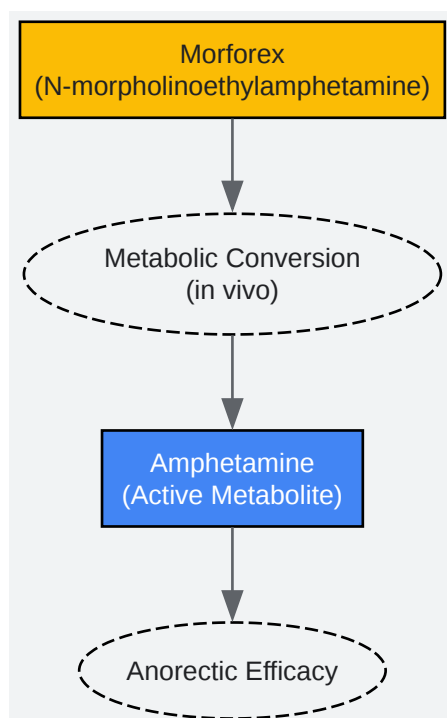 Morforex
(N-morpholinoethylamphetamine)
Metabolic Conversion
(in vivo)
Amphetamine
(Active Metabolite)
Anorectic Efficacy